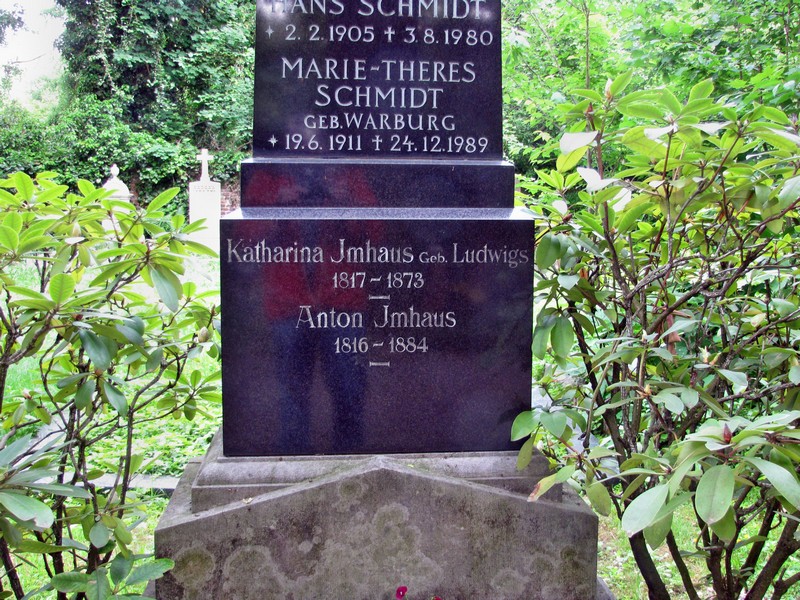 HANS SCHMIDT
✦ 2.2.1905 ✝ 3.8.1980
MARIE-THERES
SCHMIDT
GEB.WARBURG
✦ 19.6.1911 ✝ 24.12.1989
Katharina Jmhaus Geb. Ludwigs
1817-1873
Anton Jmhaus
1816-1884